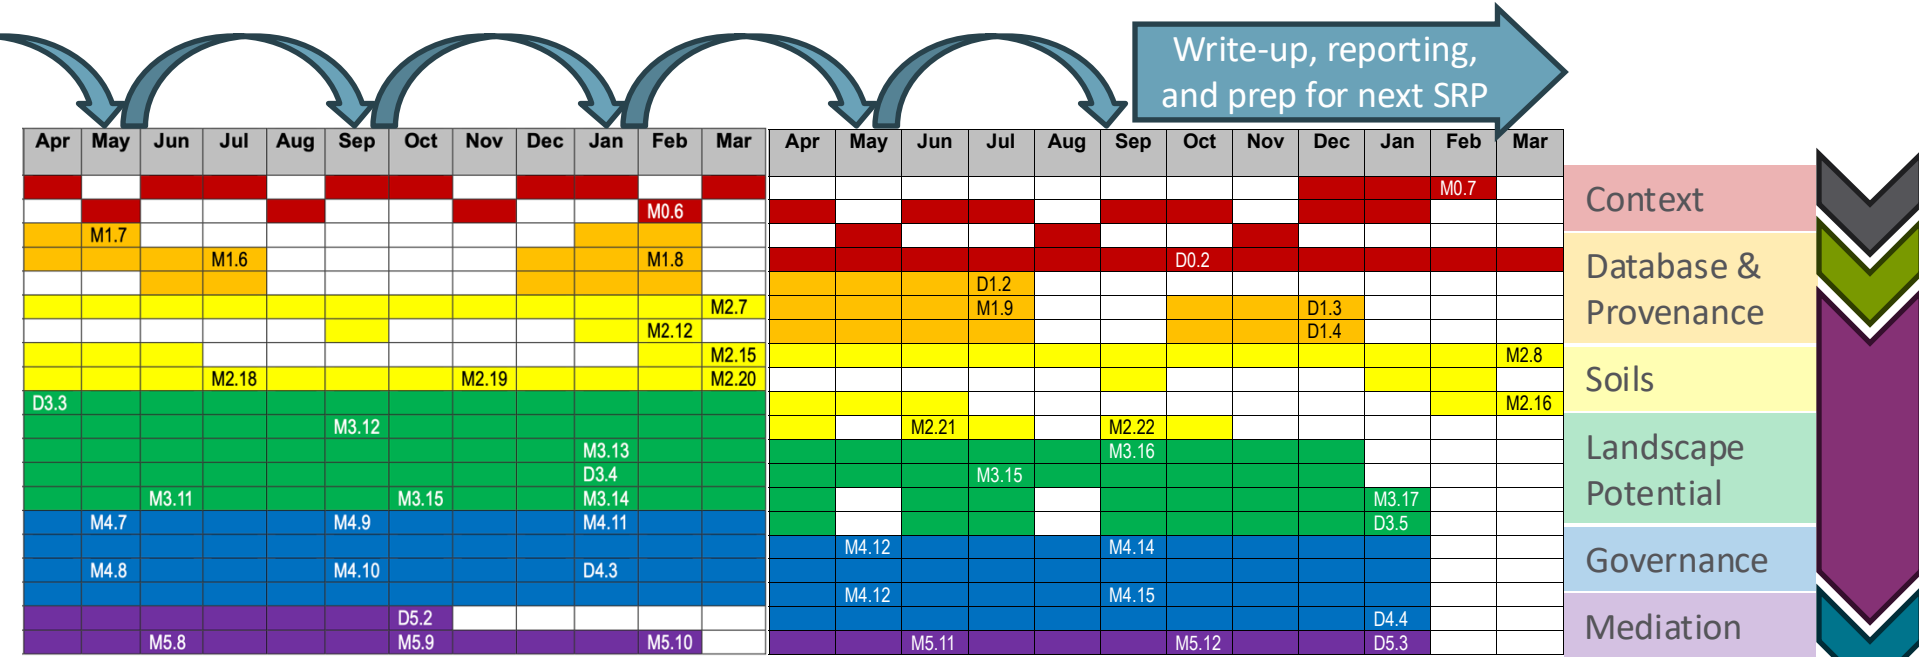 Write-up, reporting,
and prep for next SRP
Apr May Jun Jul Aug Sep Oct Nov Dec Jan Feb Mar Apr May Jun Jul Aug Sep Oct Nov Dec Jan Feb Mar
M0.7
M0.6
M1.7
M1.6 M1.8 D0.2
D1.2
M2.7 M1.9 D1.3
M2.12 D1.4
M2.15 M2.8
M2.18 M2.19 M2.20
D3.3 M2.16
M3.12 M2.21 M2.22
M3.13 M3.16
D3.4 M3.15
M3.11 M3.15 M3.14 M3.17
M4.7 M4.9 M4.11 D3.5
M4.12 M4.14
M4.8 M4.10 D4.3
M4.12 M4.15
D5.2 D4.4
M5.8 M5.9 M5.10 M5.11 M5.12 D5.3
Context
Database &
Provenance
Soils
Landscape
Potential
Governance
Mediation